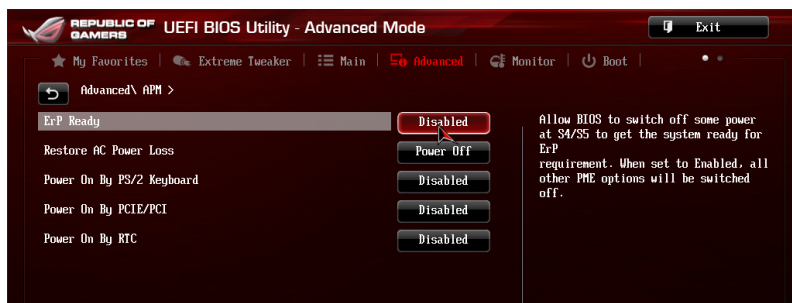 REPUBLIC OF
GAMERS
UEFI BIOS Utility - Advanced Mode
Exit
My Favorites | Extreme Tweaker | Main | Advanced | Monitor | Boot |
Advanced\ APM >
ErP Ready Disabled
Restore AC Power Loss Power Off
Power On By PS/2 Keyboard Disabled
Power On By PCIE/PCI Disabled
Power On By RTC Disabled
Allow BIOS to switch off some power
at S4/S5 to get the system ready for
ErP
requirement. When set to Enabled, all
other PME options will be switched
off.